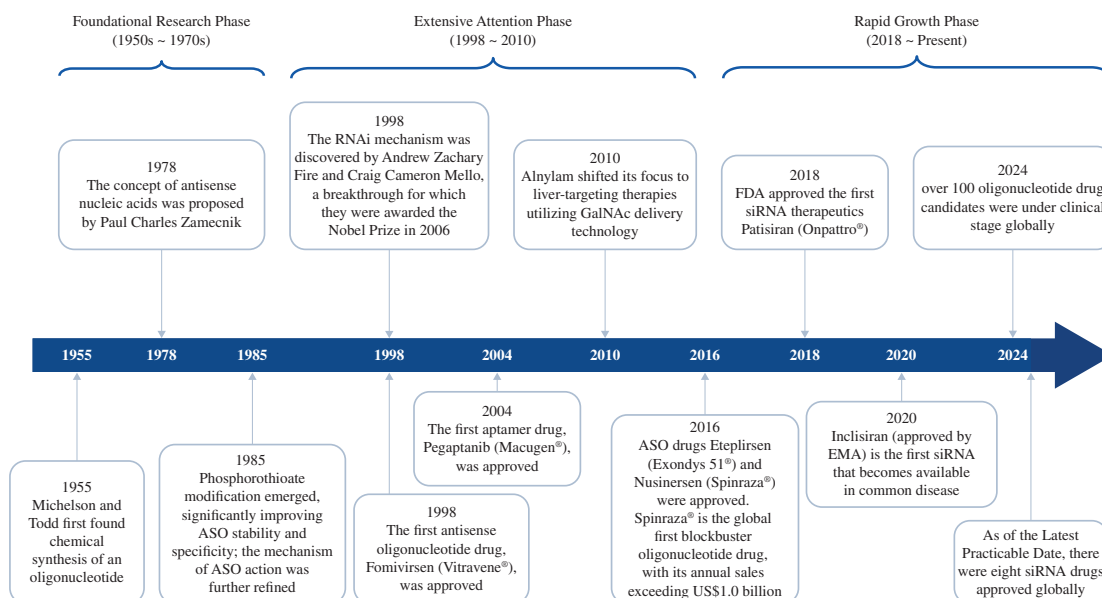 Foundational Research Phase
(1950s ~ 1970s)
Extensive Attention Phase
(1998 ~ 2010)
Rapid Growth Phase
(2018 ~ Present)
1978
The concept of antisense
nucleic acids was proposed
by Paul Charles Zamecnik
1998
The RNAi mechanism was
discovered by Andrew Zachary
Fire and Craig Cameron Mello,
a breakthrough for which
they were awarded the
Nobel Prize in 2006
2010
Alnylam shifted its focus to
liver-targeting therapies
utilizing GalNAc delivery
technology
2018
FDA approved the first
siRNA therapeutics
Patisiran (Onpattro®)
2024
over 100 oligonucleotide drug
candidates were under clinical
stage globally
1955 1978 1985 1998 2004 2010 2016 2018 2020 2024
1955
Michelson and
Todd first found
chemical
synthesis of an
oligonucleotide
1985
Phosphorothioate
modification emerged,
significantly improving
ASO stability and
specificity; the mechanism
of ASO action was
further refined
2004
The first aptamer drug,
Pegaptanib (Macugen®),
was approved
1998
The first antisense
oligonucleotide drug,
Fomivirsen (Vitravene®),
was approved
2016
ASO drugs Eteplirsen
(Exondys 51®) and
Nusinersen (Spinraza®)
were approved.
Spinraza® is the global
first blockbuster
oligonucleotide drug,
with its annual sales
exceeding US$1.0 billion
2020
Inclisiran (approved by
EMA) is the first siRNA
that becomes available
in common disease
As of the Latest
Practicable Date, there
were eight siRNA drugs
approved globally